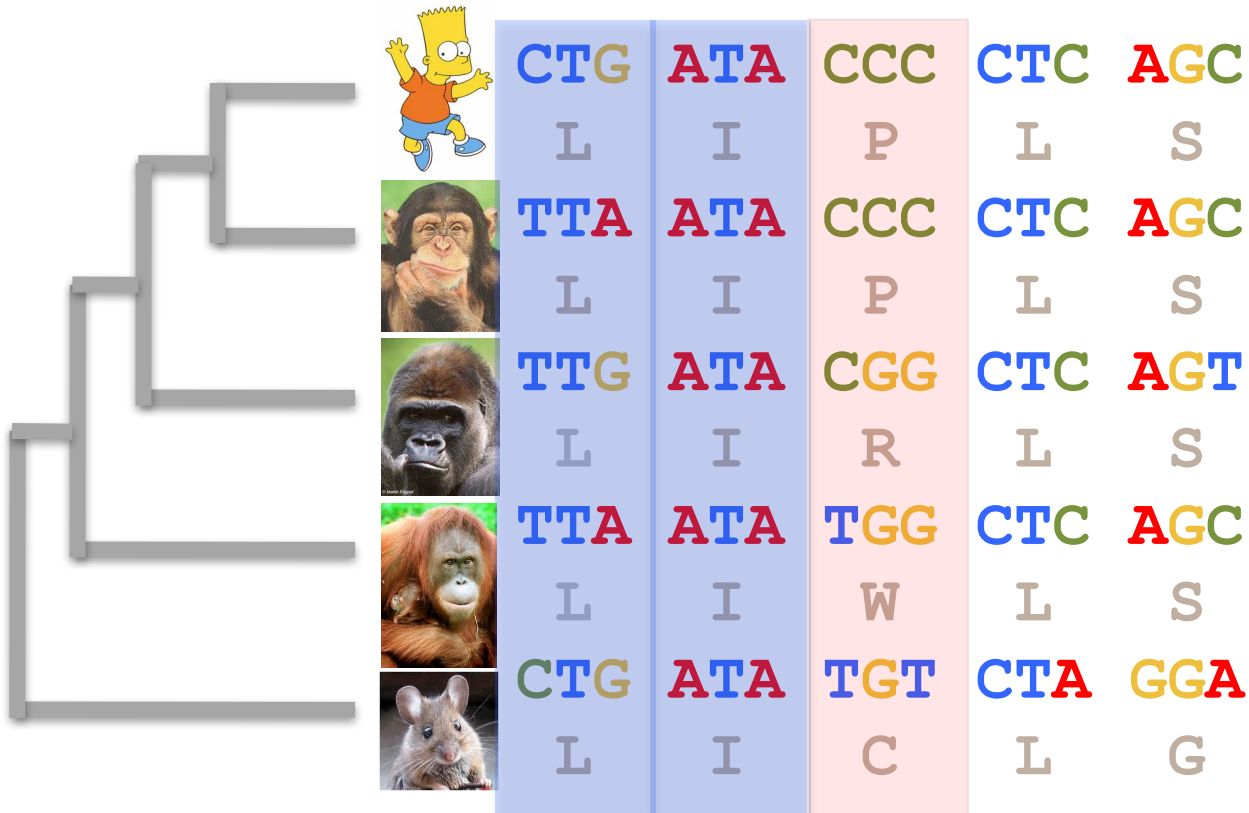 CTG ATA CCC CTC AGC
L I P L S
TTA ATA CCC CTC AGC
L I P L S
TTG ATA CGG CTC AGT
L I R L S
TTA ATA TGG CTC AGC
L I W L S
CTG ATA TGT CTA GGA
L I C L G